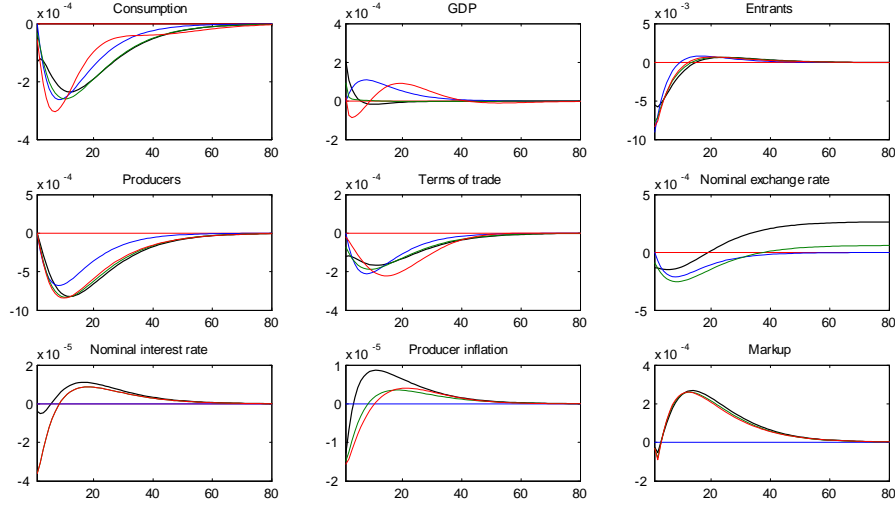 Consumption GDP Entrants
x 10⁻⁴ x 10⁻⁴ x 10⁻³
0 4 5
-1 2 0
-2 0 -5
-3
-4 -2 -10
20 40 60 80 20 40 60 80 20 40 60 80
Producers Terms of trade Nominal exchange rate
x 10⁻⁴ x 10⁻⁴ x 10⁻⁴
5 2 5
0 0 0
-5 -2
-10 -4 -5
20 40 60 80 20 40 60 80 20 40 60 80
Nominal interest rate Producer inflation Markup
x 10⁻⁵ x 10⁻⁵ x 10⁻⁴
2 1 4
0 0 2
-2 -1 0
-4 -2 -2
20 40 60 80 20 40 60 80 20 40 60 80